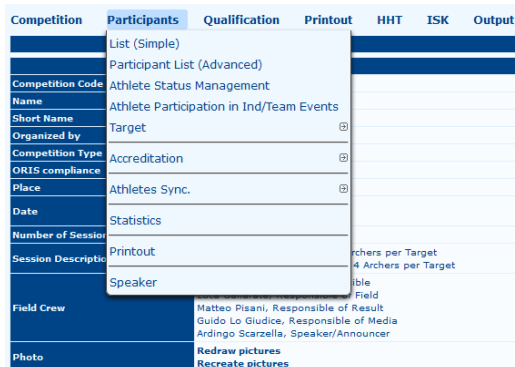 Competition Participants Qualification Printout HHT ISK Output
List (Simple)
Participant List (Advanced)
Athlete Status Management
Athlete Participation in Ind/Team Events
Target
Accreditation
Athletes Sync.
Statistics
Printout
Speaker
Competition Code
Name
Short Name
Organized by
Competition Type
ORIS compliance
Place
Date
Number of Session
Session Descriptio
rchers per Target
4 Archers per Target
Field Crew
ible
Responsible of Field
Matteo Pisani, Responsible of Result
Guido Lo Giudice, Responsible of Media
Ardingo Scarzella, Speaker/Announcer
Photo
Redraw pictures
Recreate pictures